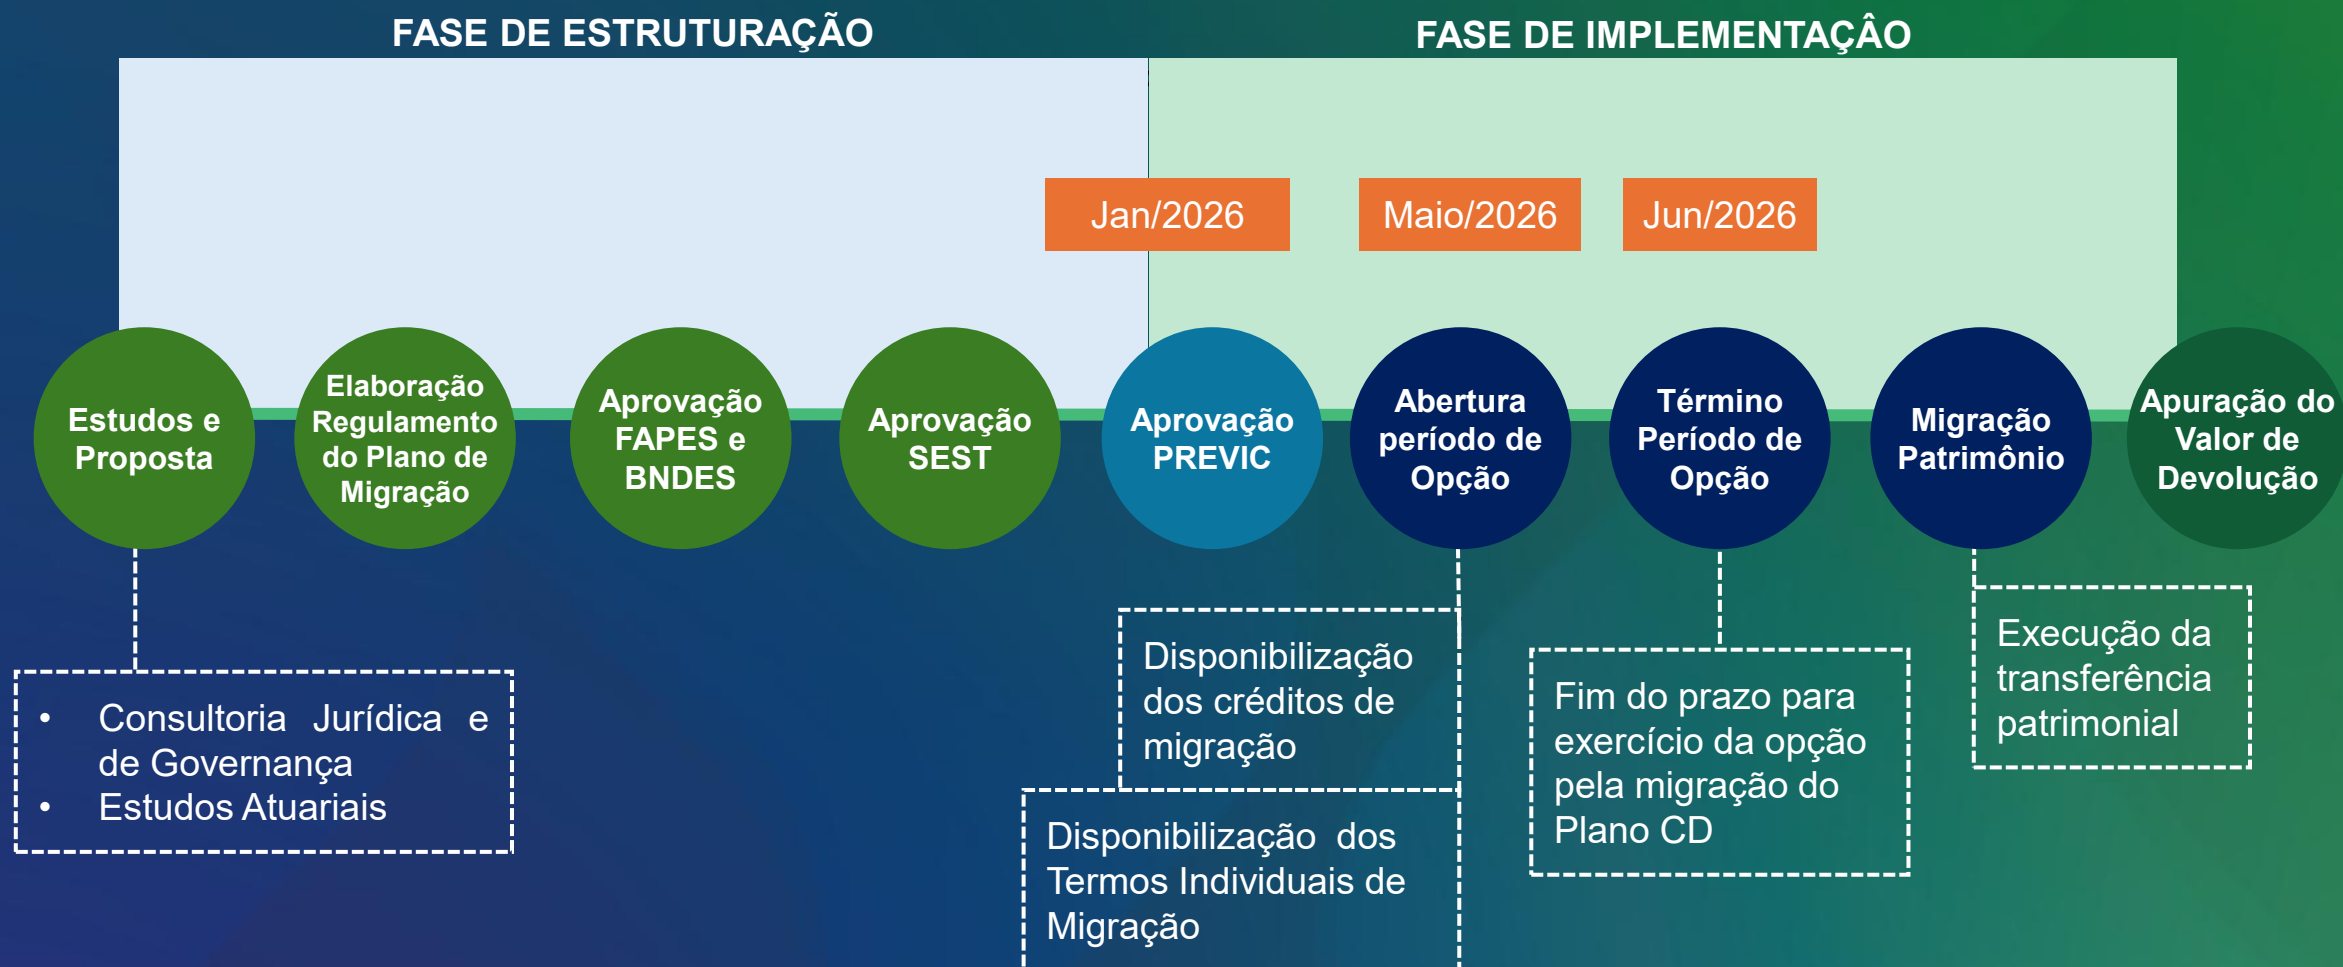 FASE DE ESTRUTURAÇÃO
FASE DE IMPLEMENTAÇÂO
Jan/2026
Maio/2026
Jun/2026
Estudos e
Proposta
Elaboração
Regulamento
do Plano de
Migração
Aprovação
FAPES e
BNDES
Aprovação
SEST
Aprovação
PREVIC
Abertura
período de
Opção
Término
Período de
Opção
Migração
Patrimônio
Apuração do
Valor de
Devolução
• Consultoria Jurídica e
de Governança
• Estudos Atuariais
Disponibilização
dos créditos de
migração
Disponibilização dos
Termos Individuais de
Migração
Fim do prazo para
exercício da opção
pela migração do
Plano CD
Execução da
transferência
patrimonial